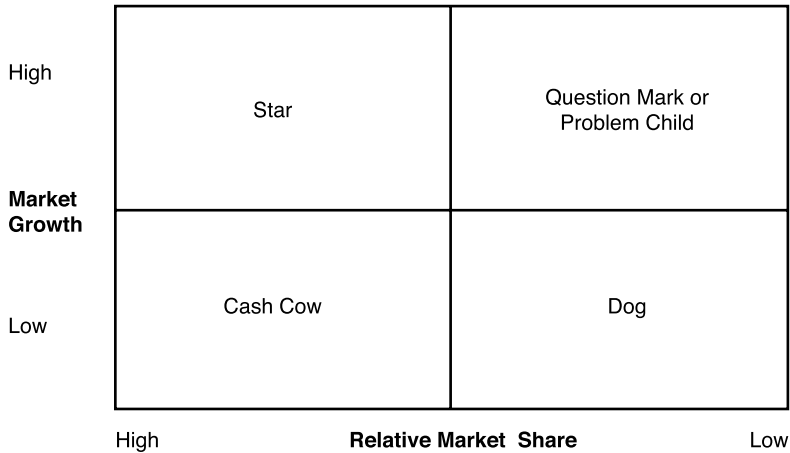 High
Star
Question Mark or
Problem Child
Market
Growth
Cash Cow
Dog
Low
High
Relative Market Share
Low